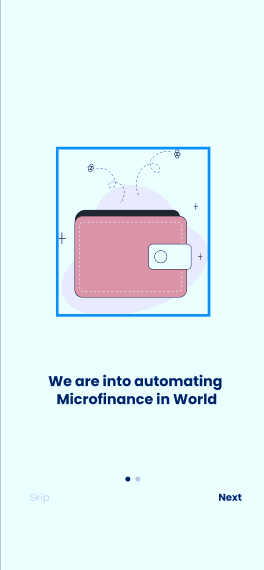 We are into automating
Microfinance in World
Skip
Next